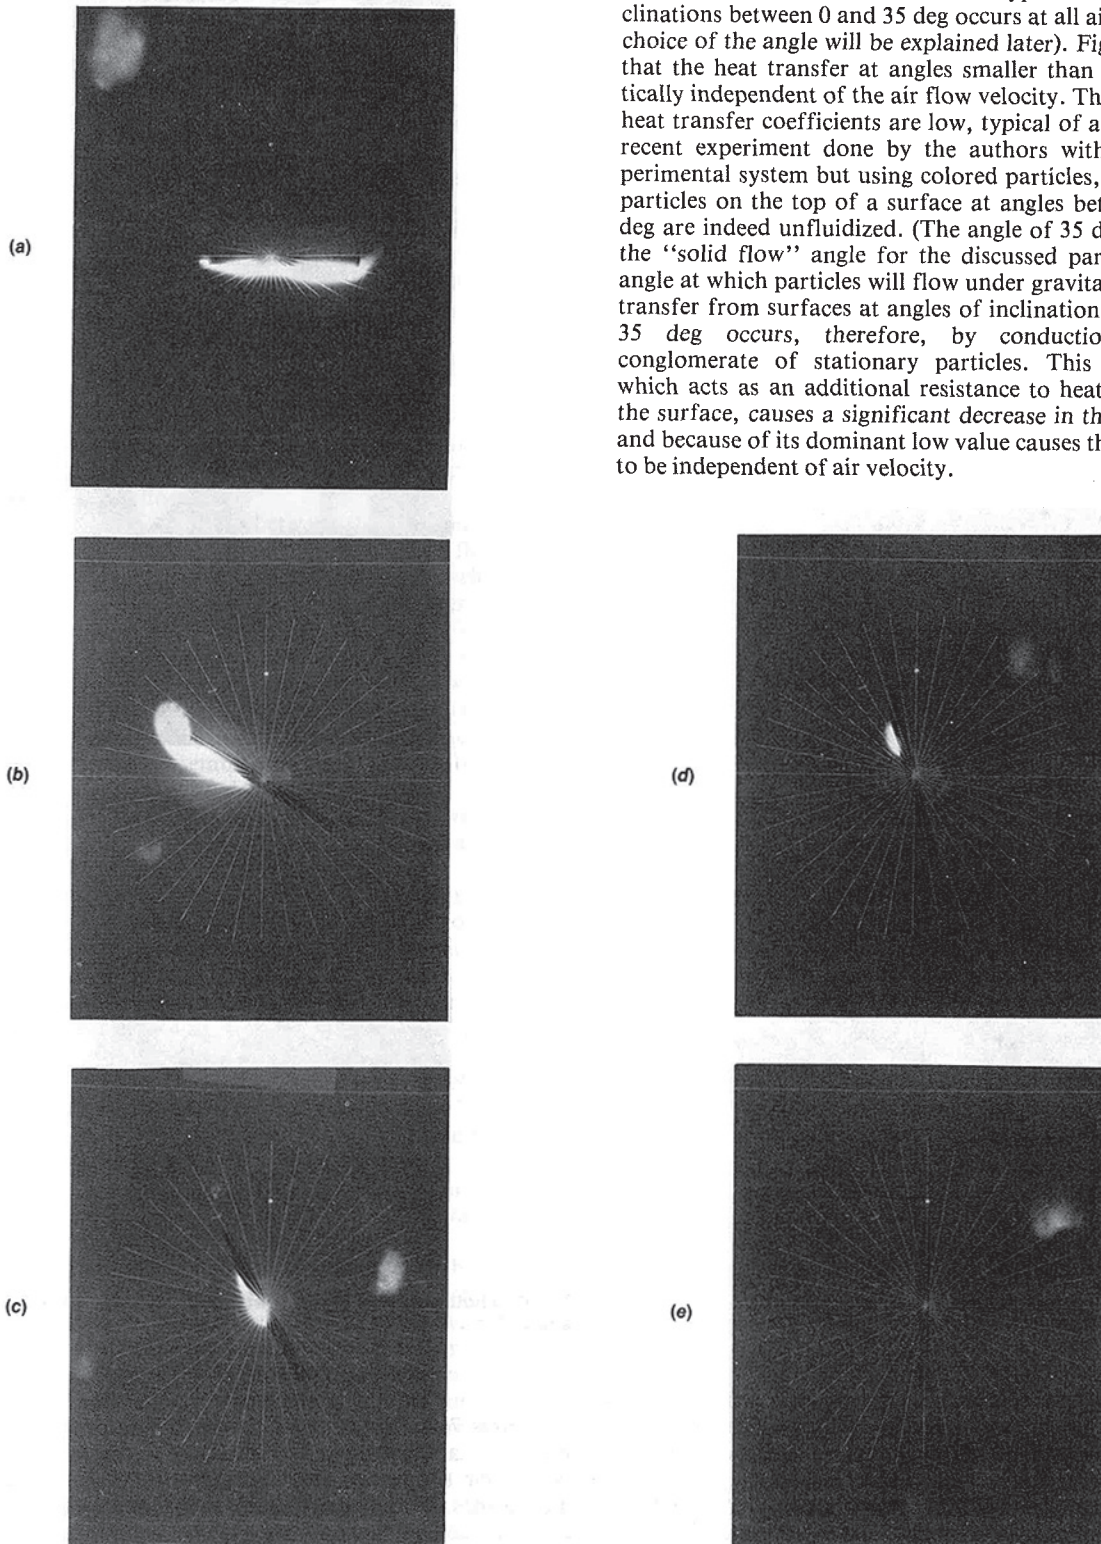 clinations between 0 and 35 deg occurs at all ai
choice of the angle will be explained later). Fig
that the heat transfer at angles smaller than
tically independent of the air flow velocity. The
heat transfer coefficients are low, typical of a
recent experiment done by the authors with
perimental system but using colored particles,
particles on the top of a surface at angles bet
deg are indeed unfluidized. (The angle of 35 d
the "solid flow" angle for the discussed par
angle at which particles will flow under gravita
transfer from surfaces at angles of inclination
35 deg occurs, therefore, by conductio
conglomerate of stationary particles. This
which acts as an additional resistance to heat
the surface, causes a significant decrease in th
and because of its dominant low value causes th
to be independent of air velocity.
(a)
(b)
(c)
(d)
(e)